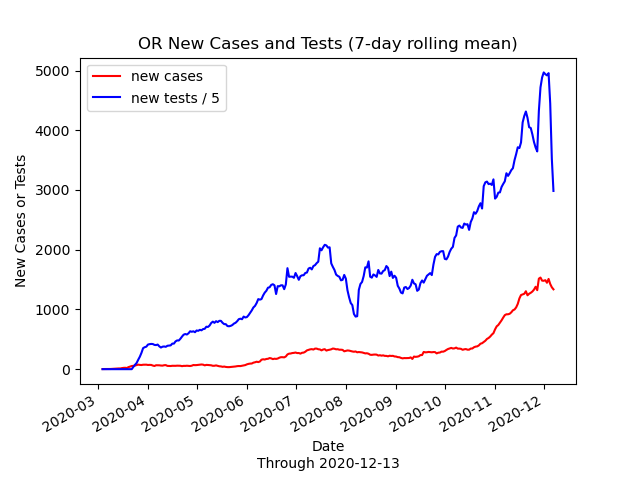 OR New Cases and Tests (7-day rolling mean)
new cases
new tests / 5
New Cases or Tests
5000
4000
3000
2000
1000
0
2020-03
2020-04
2020-05
2020-06
2020-07
2020-08
2020-09
2020-10
2020-11
2020-12
Date
Through 2020-12-13